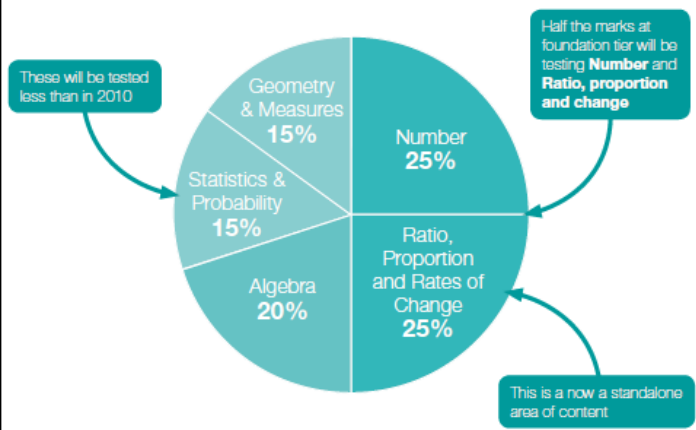 Half the marks at
foundation tier will be
testing Number and
Ratio, proportion
and change
These will be tested
less than in 2010
Geometry
& Measures
15%
Number
25%
Statistics &
Probability
15%
Ratio,
Proportion
and Rates of
Change
25%
Algebra
20%
This is a now a standalone
area of content